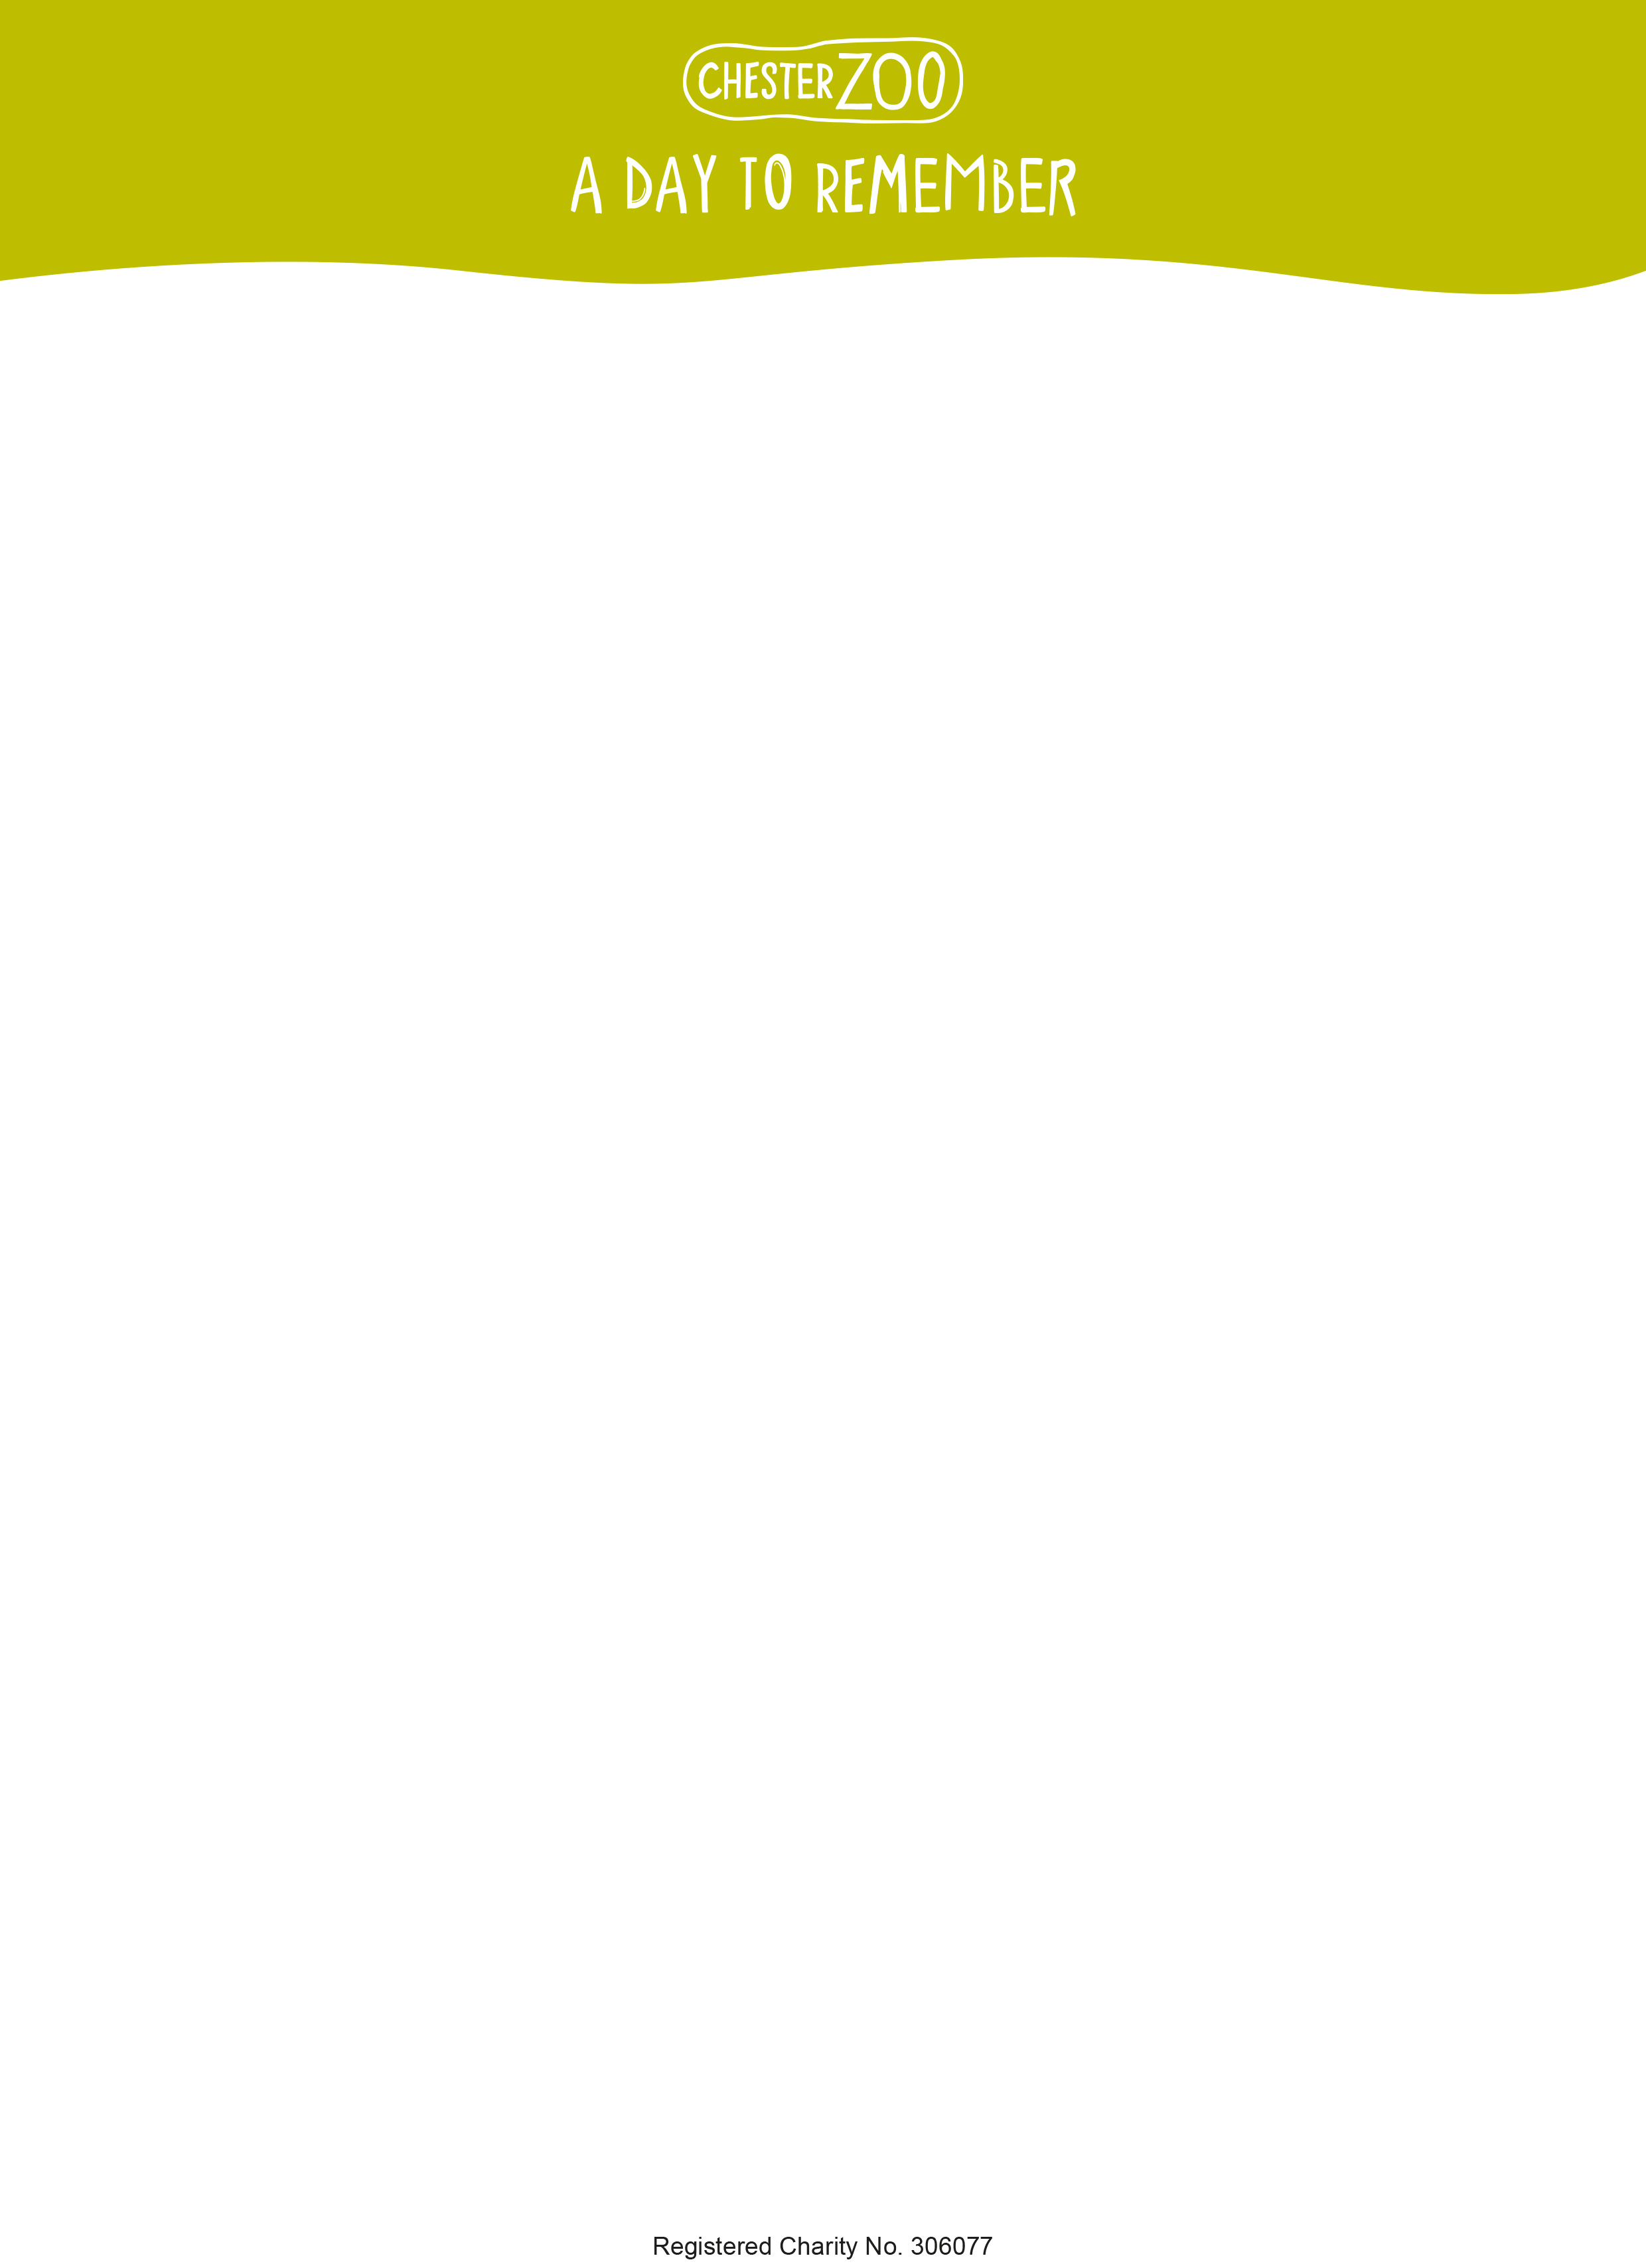 CHESTER ZOO
A DAY TO REMEMBER
Registered Charity No. 306077